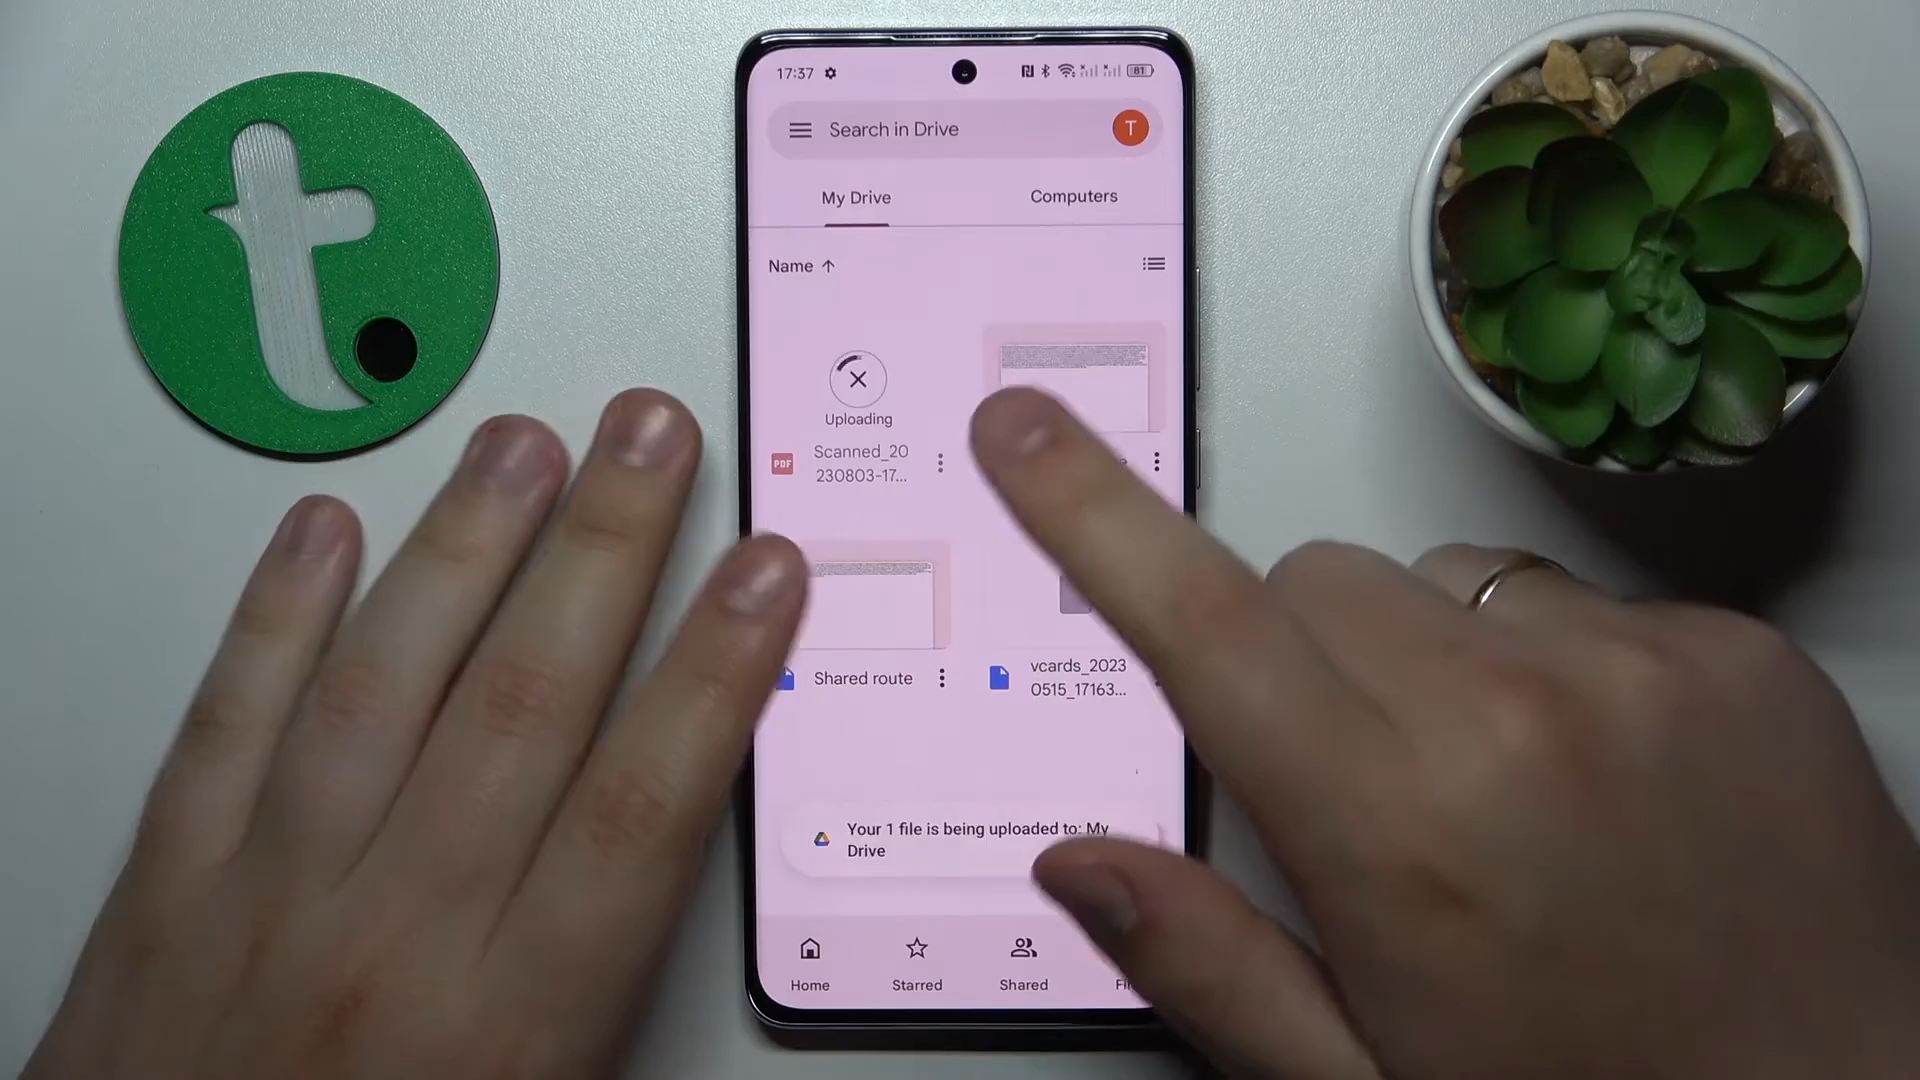 17:37
81
Search in Drive
T
My Drive
Computers
Name
Uploading
PDF
Scanned_20
230803-17...
Shared route
vcards_2023
0515_17163...
Your 1 file is being uploaded to: My
Drive
Home
Starred
Shared
t